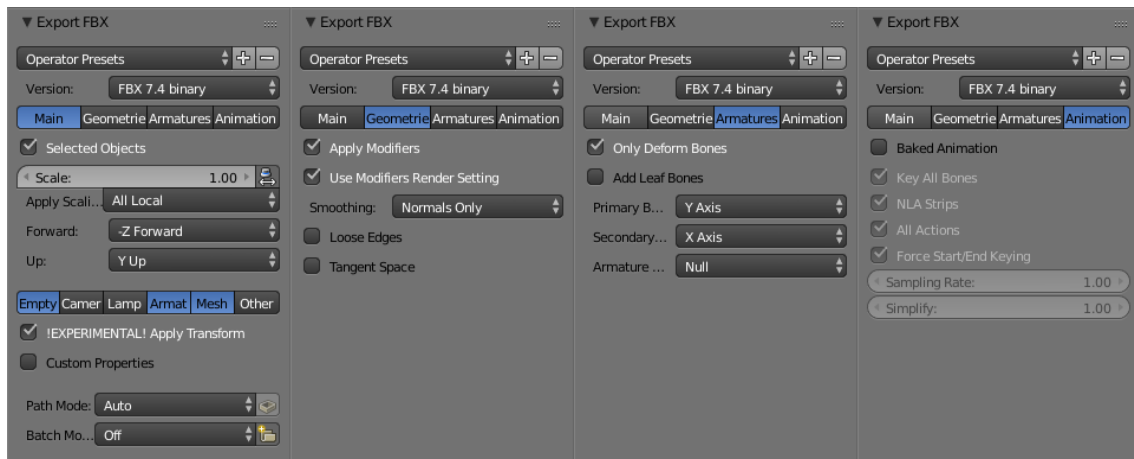 Export FBX
Operator Presets
Version: FBX 7.4 binary
Main Geometrie Armatures Animation
Selected Objects
Scale: 1.00
Apply Scali... All Local
Forward: -Z Forward
Up: Y Up
Empty Camer Lamp Armat Mesh Other
!EXPERIMENTAL! Apply Transform
Custom Properties
Path Mode: Auto
Batch Mo... Off
Export FBX
Operator Presets
Version: FBX 7.4 binary
Main Geometrie Armatures Animation
Apply Modifiers
Use Modifiers Render Setting
Smoothing: Normals Only
Loose Edges
Tangent Space
Export FBX
Operator Presets
Version: FBX 7.4 binary
Main Geometrie Armatures Animation
Only Deform Bones
Add Leaf Bones
Primary B... Y Axis
Secondary... X Axis
Armature ... Null
Export FBX
Operator Presets
Version: FBX 7.4 binary
Main Geometrie Armatures Animation
Baked Animation
Key All Bones
NLA Strips
All Actions
Force Start/End Keying
Sampling Rate: 1.00
Simplify: 1.00